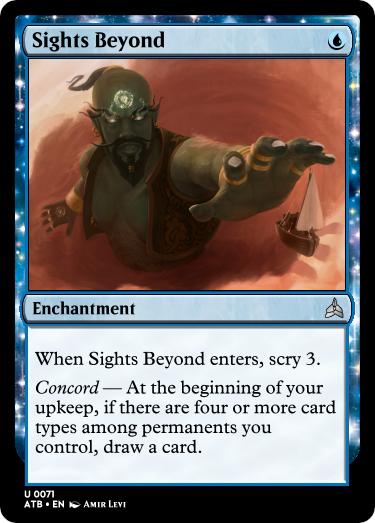 Sights Beyond
Enchantment
When Sights Beyond enters, scry 3.
Concord — At the beginning of your
upkeep, if there are four or more card
types among permanents you
control, draw a card.
U 0071
ATB • EN Amir Levi